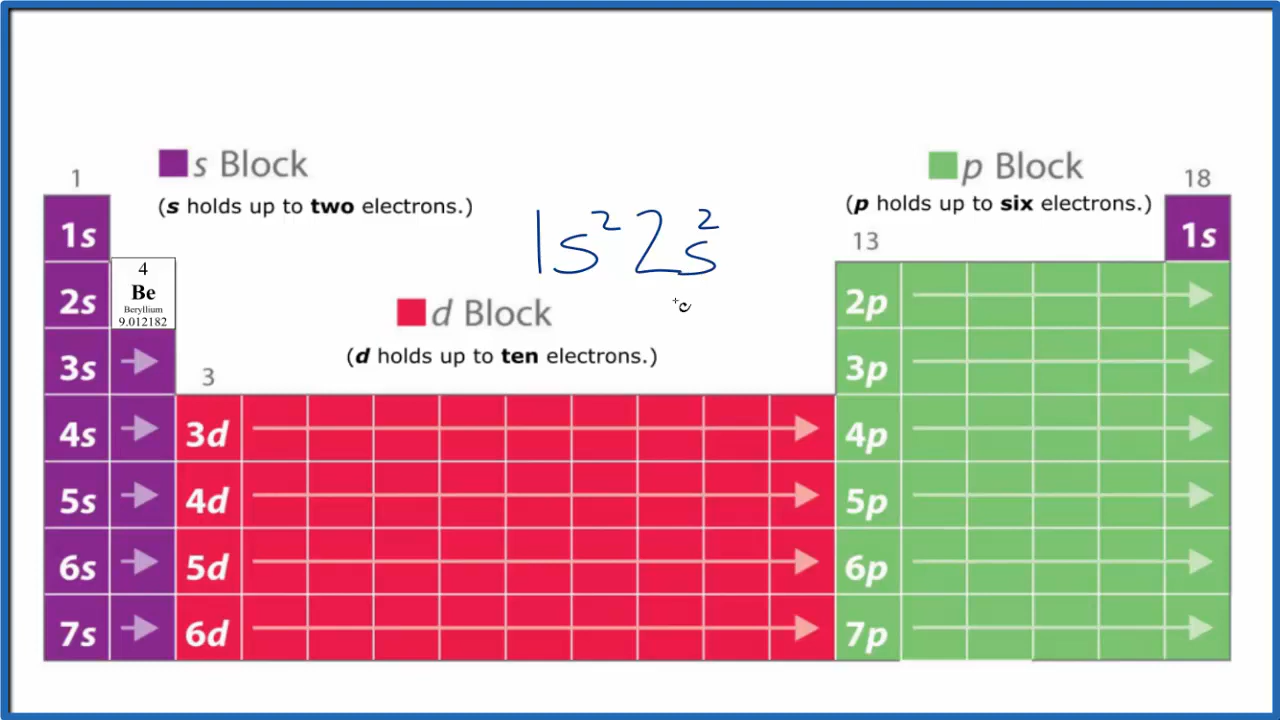 1
s Block
(s holds up to two electrons.)
p Block
(p holds up to six electrons.)
18
1s
1s² 2s²
13
1s
4
Be
Beryllium
9.012182
2s
d Block
(d holds up to ten electrons.)
2p
3s
3
3p
4s
3d
4p
5s
4d
5p
6s
5d
6p
7s
6d
7p